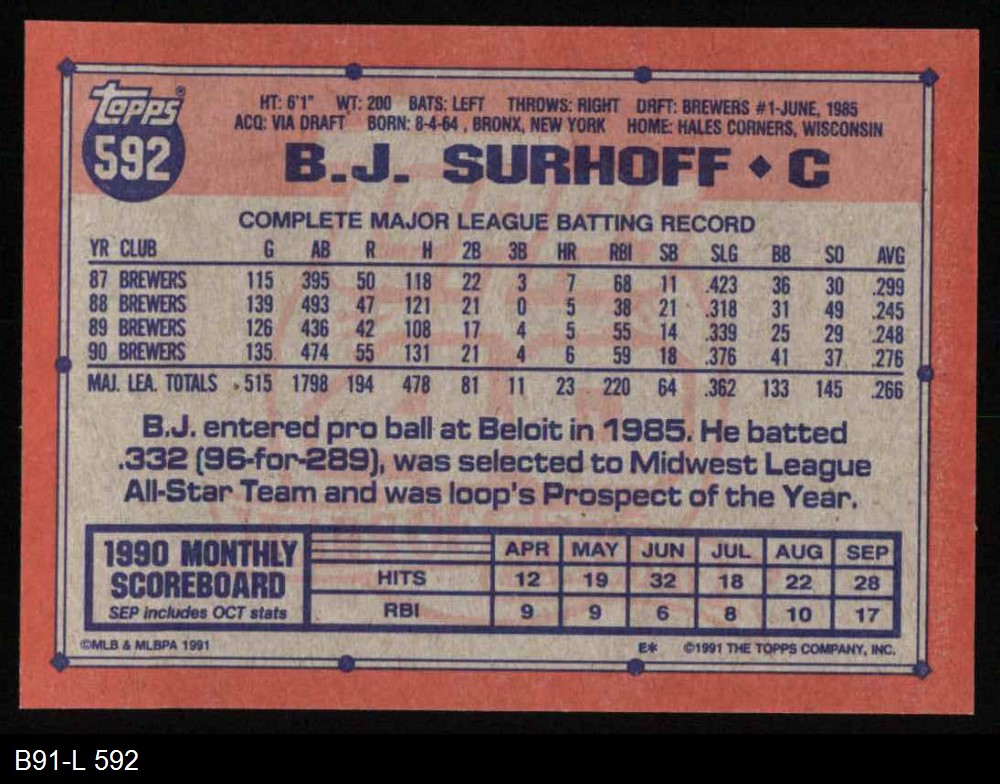 topps®
592
HT: 6'1" WT: 200 BATS: LEFT THROWS: RIGHT DRFT: BREWERS #1-JUNE, 1985
ACQ: VIA DRAFT BORN: 8-4-64, BRONX, NEW YORK HOME: HALES CORNERS, WISCONSIN
B.J. SURHOFF ◆ C
COMPLETE MAJOR LEAGUE BATTING RECORD
YR CLUB G AB R H 2B 3B HR RBI SB SLG BB SO AVG
87 BREWERS 115 395 50 118 22 3 7 68 11 .423 36 30 .299
88 BREWERS 139 493 47 121 21 0 5 38 21 .318 31 49 .245
89 BREWERS 126 436 42 108 17 4 5 55 14 .339 25 29 .248
90 BREWERS 135 474 55 131 21 4 6 59 18 .376 41 37 .276
MAJ. LEA. TOTALS 515 1798 194 478 81 11 23 220 64 .362 133 145 .266
B.J. entered pro ball at Beloit in 1985. He batted
.332 (96-for-289), was selected to Midwest League
All-Star Team and was loop's Prospect of the Year.
1990 MONTHLY
SCOREBOARD
SEP includes OCT stats
APR MAY JUN JUL AUG SEP
HITS 12 19 32 18 22 28
RBI 9 9 6 8 10 17
©MLB & MLBPA 1991 E* ©1991 THE TOPPS COMPANY, INC.
B91-L 592